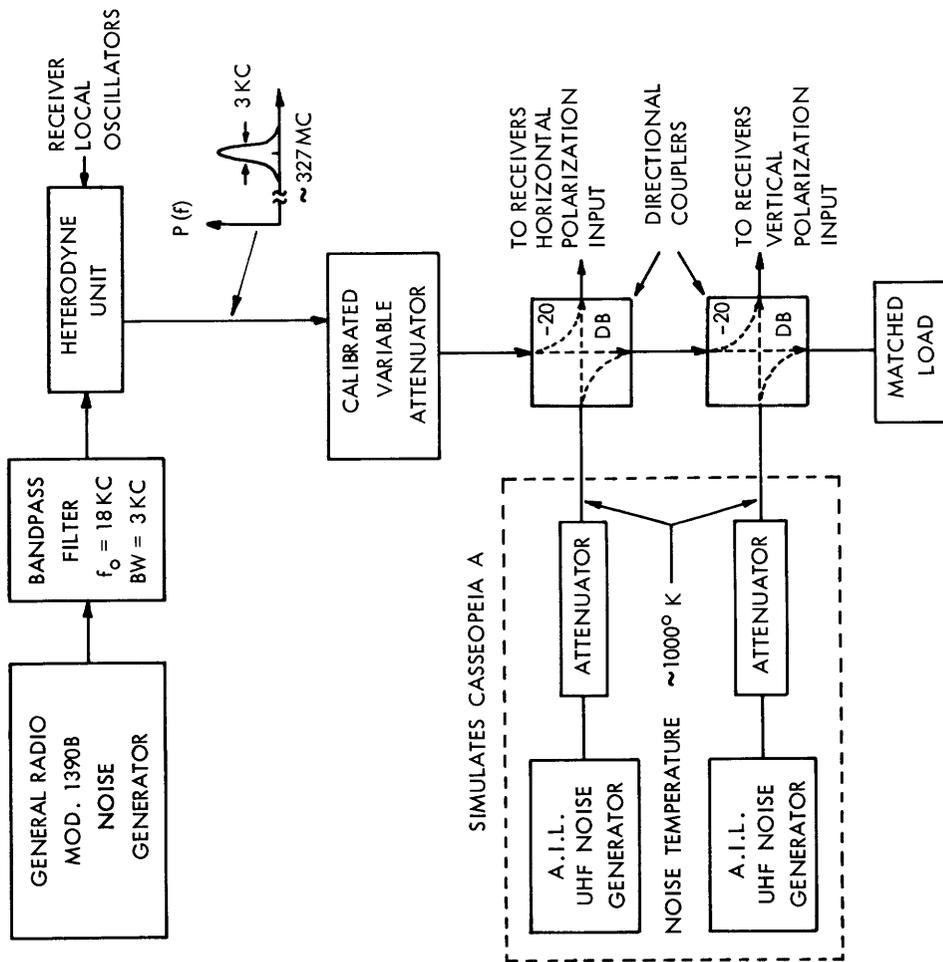 GENERAL RADIO
MOD. 1390B
NOISE
GENERATOR
BANDPASS
FILTER
f₀ = 18 KC
BW = 3 KC
HETERODYNE
UNIT
RECEIVER
LOCAL
OSCILLATORS
P (f)
3 KC
~ 327 MC
CALIBRATED
VARIABLE
ATTENUATOR
SIMULATES CASSEOPEIA A
A.I.L.
UHF NOISE
GENERATOR
ATTENUATOR
-20
DB
TO RECEIVERS
HORIZONTAL
POLARIZATION
INPUT
NOISE TEMPERATURE ~1000° K
DIRECTIONAL
COUPLERS
A.I.L.
UHF NOISE
GENERATOR
ATTENUATOR
-20
DB
TO RECEIVERS
VERTICAL
POLARIZATION
INPUT
MATCHED
LOAD